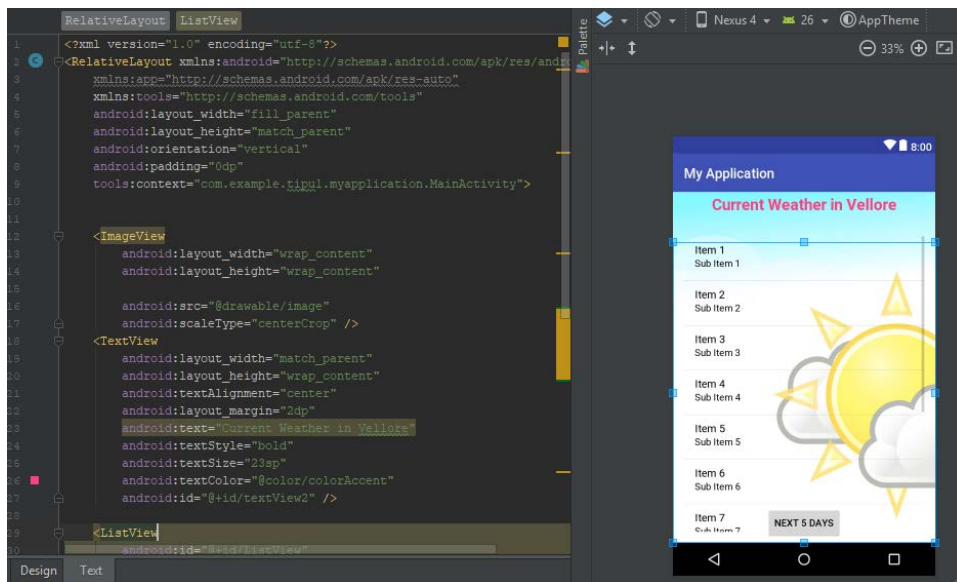 RelativeLayout ListView
1 <?xml version="1.0" encoding="utf-8"?>
2 <RelativeLayout xmlns:android="http://schemas.android.com/apk/res/andro
3 xmlns:app="http://schemas.android.com/apk/res-auto"
4 xmlns:tools="http://schemas.android.com/tools"
5 android:layout_width="fill_parent"
6 android:layout_height="match_parent"
7 android:orientation="vertical"
8 android:padding="0dp"
9 tools:context="com.example.tipul.myapplication.MainActivity">
10
11
12 <ImageView
13 android:layout_width="wrap_content"
14 android:layout_height="wrap_content"
15
16 android:src="@drawable/image"
17 android:scaleType="centerCrop" />
18 <TextView
19 android:layout_width="match_parent"
20 android:layout_height="wrap_content"
21 android:textAlignment="center"
22 android:layout_margin="2dp"
23 android:text="Current Weather in Vellore"
24 android:textStyle="bold"
25 android:textSize="23sp"
26 android:textColor="@color/colorAccent"
27 android:id="@+id/textView2" />
28
29 <ListView
30 android:id="@+id/ListView"
Design Text
Palette
Nexus 4 26 AppTheme
33%
8:00
My Application
Current Weather in Vellore
Item 1
Sub Item 1
Item 2
Sub Item 2
Item 3
Sub Item 3
Item 4
Sub Item 4
Item 5
Sub Item 5
Item 6
Sub Item 6
Item 7
Sub Item 7
NEXT 5 DAYS